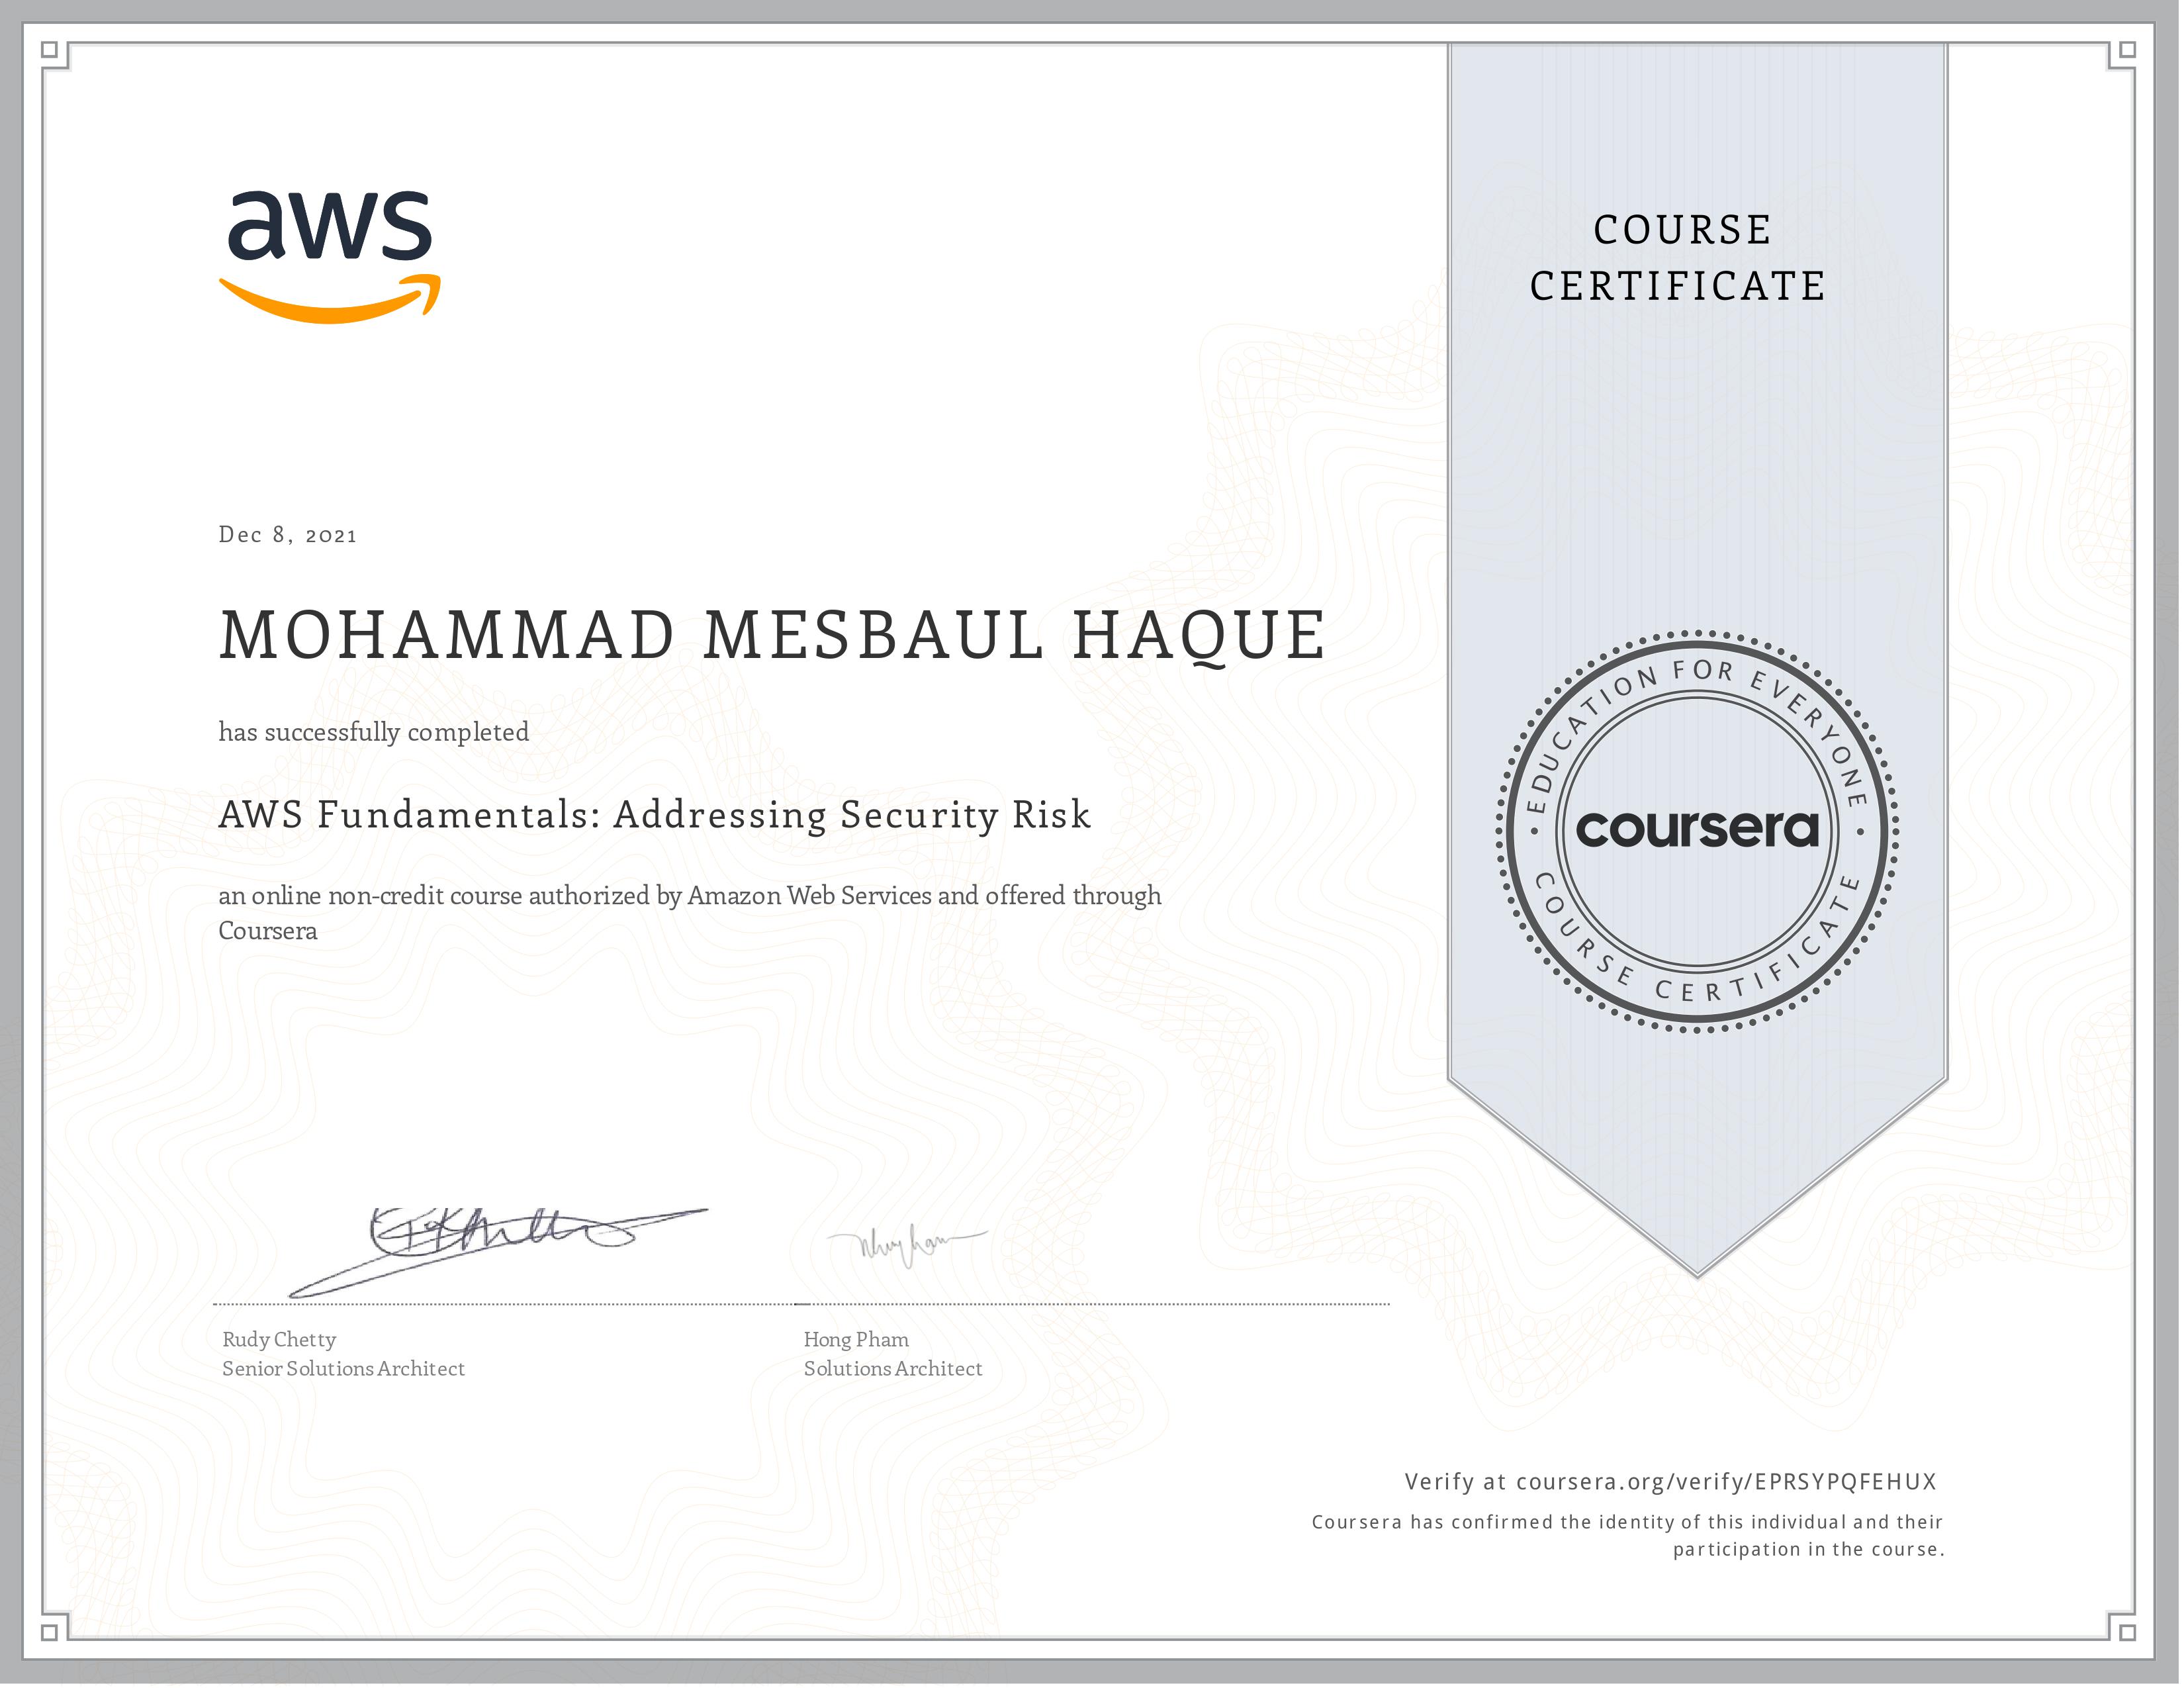 aws
COURSE
CERTIFICATE
Dec 8, 2021
MOHAMMAD MESBAUL HAQUE
has successfully completed
AWS Fundamentals: Addressing Security Risk
an online non-credit course authorized by Amazon Web Services and offered through
Coursera
EDUCATION FOR EVERYONE
coursera
COURSE CERTIFICATE
Rudy Chetty
Senior Solutions Architect
Hong Pham
Solutions Architect
Verify at coursera.org/verify/EPRSYPQFEHUX
Coursera has confirmed the identity of this individual and their
participation in the course.